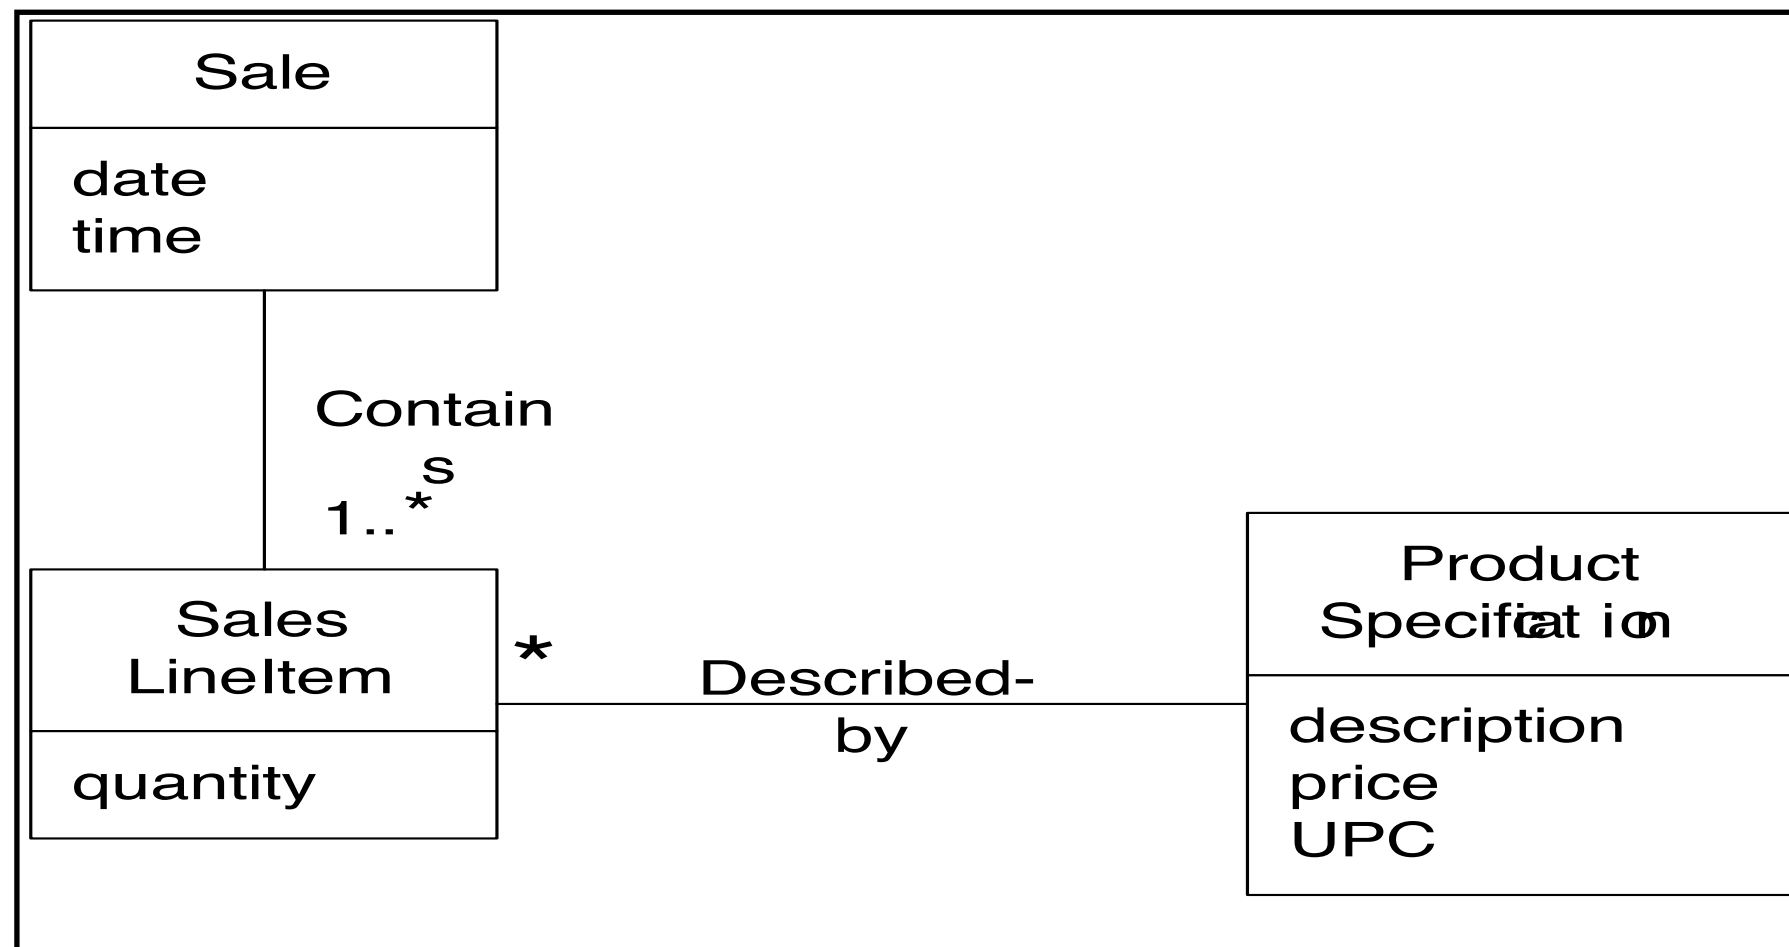 Sale
date
time
Contain
s
1..*
Sales
LineItem
quantity
*
Described-
by
Product
Specification
description
price
UPC